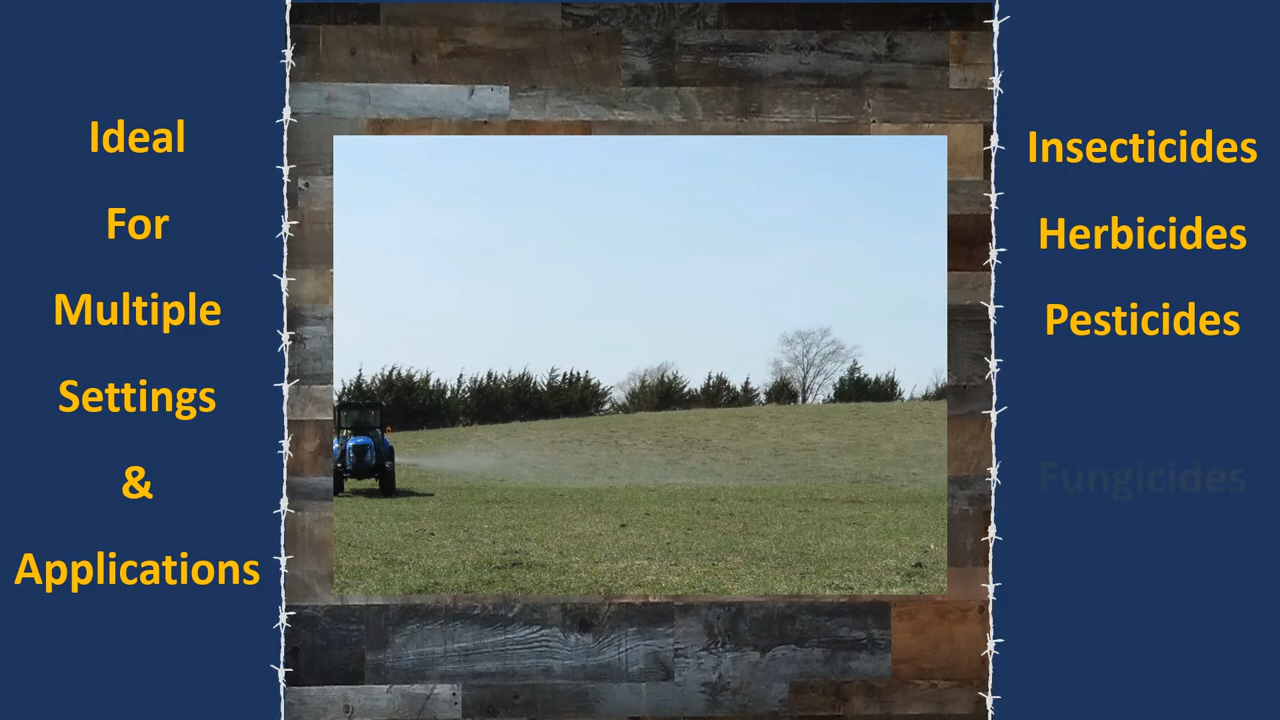 Ideal
For
Multiple
Settings
&
Applications
Insecticides
Herbicides
Pesticides
Fungicides